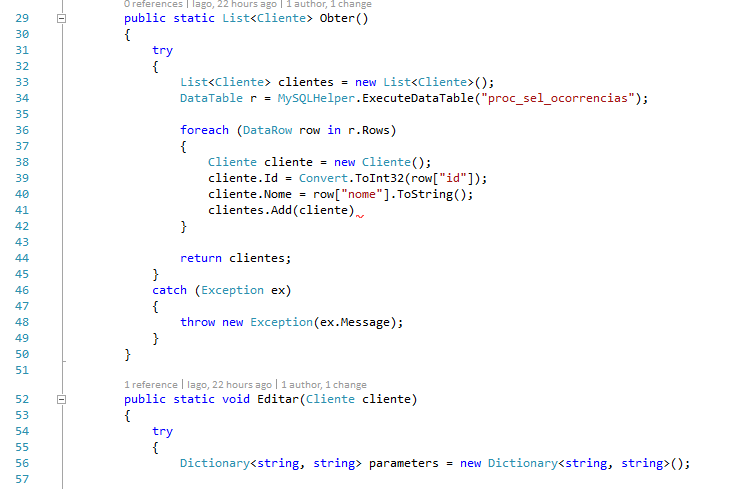 0 references | Iago, 22 hours ago | 1 author, 1 change
29 public static List<Cliente> Obter()
30 {
31 try
32 {
33 List<Cliente> clientes = new List<Cliente>();
34 DataTable r = MySQLHelper.ExecuteDataTable("proc_sel_ocorrencias");
35
36 foreach (DataRow row in r.Rows)
37 {
38 Cliente cliente = new Cliente();
39 cliente.Id = Convert.ToInt32(row["id"]);
40 cliente.Nome = row["nome"].ToString();
41 clientes.Add(cliente)
42 }
43
44 return clientes;
45 }
46 catch (Exception ex)
47 {
48 throw new Exception(ex.Message);
49 }
50 }
51
1 reference | Iago, 22 hours ago | 1 author, 1 change
52 public static void Editar(Cliente cliente)
53 {
54 try
55 {
56 Dictionary<string, string> parameters = new Dictionary<string, string>();
57